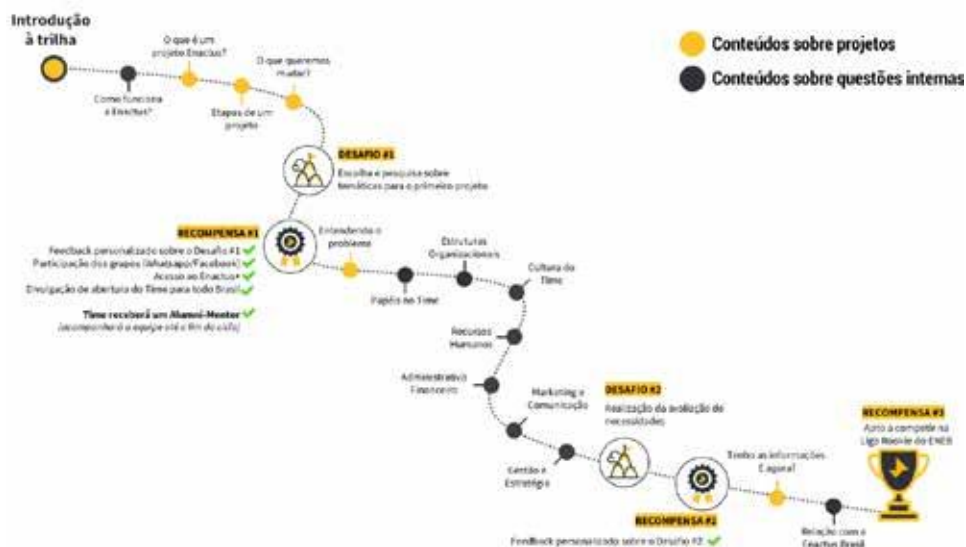 Introdução
à trilha
O que é um
projeto Enactus?
O que queremos
mudar?
Como funciona
a Enactus?
Etapas de um
projeto
Conteúdos sobre projetos
Conteúdos sobre questões internas
DESAFIO #1
Escolha e pesquisa sobre
temáticas para o primeiro projeto
RECOMPENSA #1
Feedback personalizado sobre o Desafio #1
Participação dos grupos (Whatsapp/Facebook)
Acesso ao Enactus+
Divulgação de abertura do Time para todo Brasil
Time receberá um Alumni-Mentor
(acompanhará a equipe até o fim do ciclo)
Entendendo o
problema
Papéis no Time
Estruturas
Organizacionais
Cultura do
Time
Recursos
Humanos
Administrativo
Financeiro
Marketing e
Comunicação
Gestão e
Estratégia
DESAFIO #2
Realização da avaliação de
necessidades
RECOMPENSA #2
Feedback personalizado sobre o Desafio #2
Tenho as informações
E agora?
Relação com a
Enactus Brasil
RECOMPENSA #3
Apto a competir na
Liga Rookie do ENEB